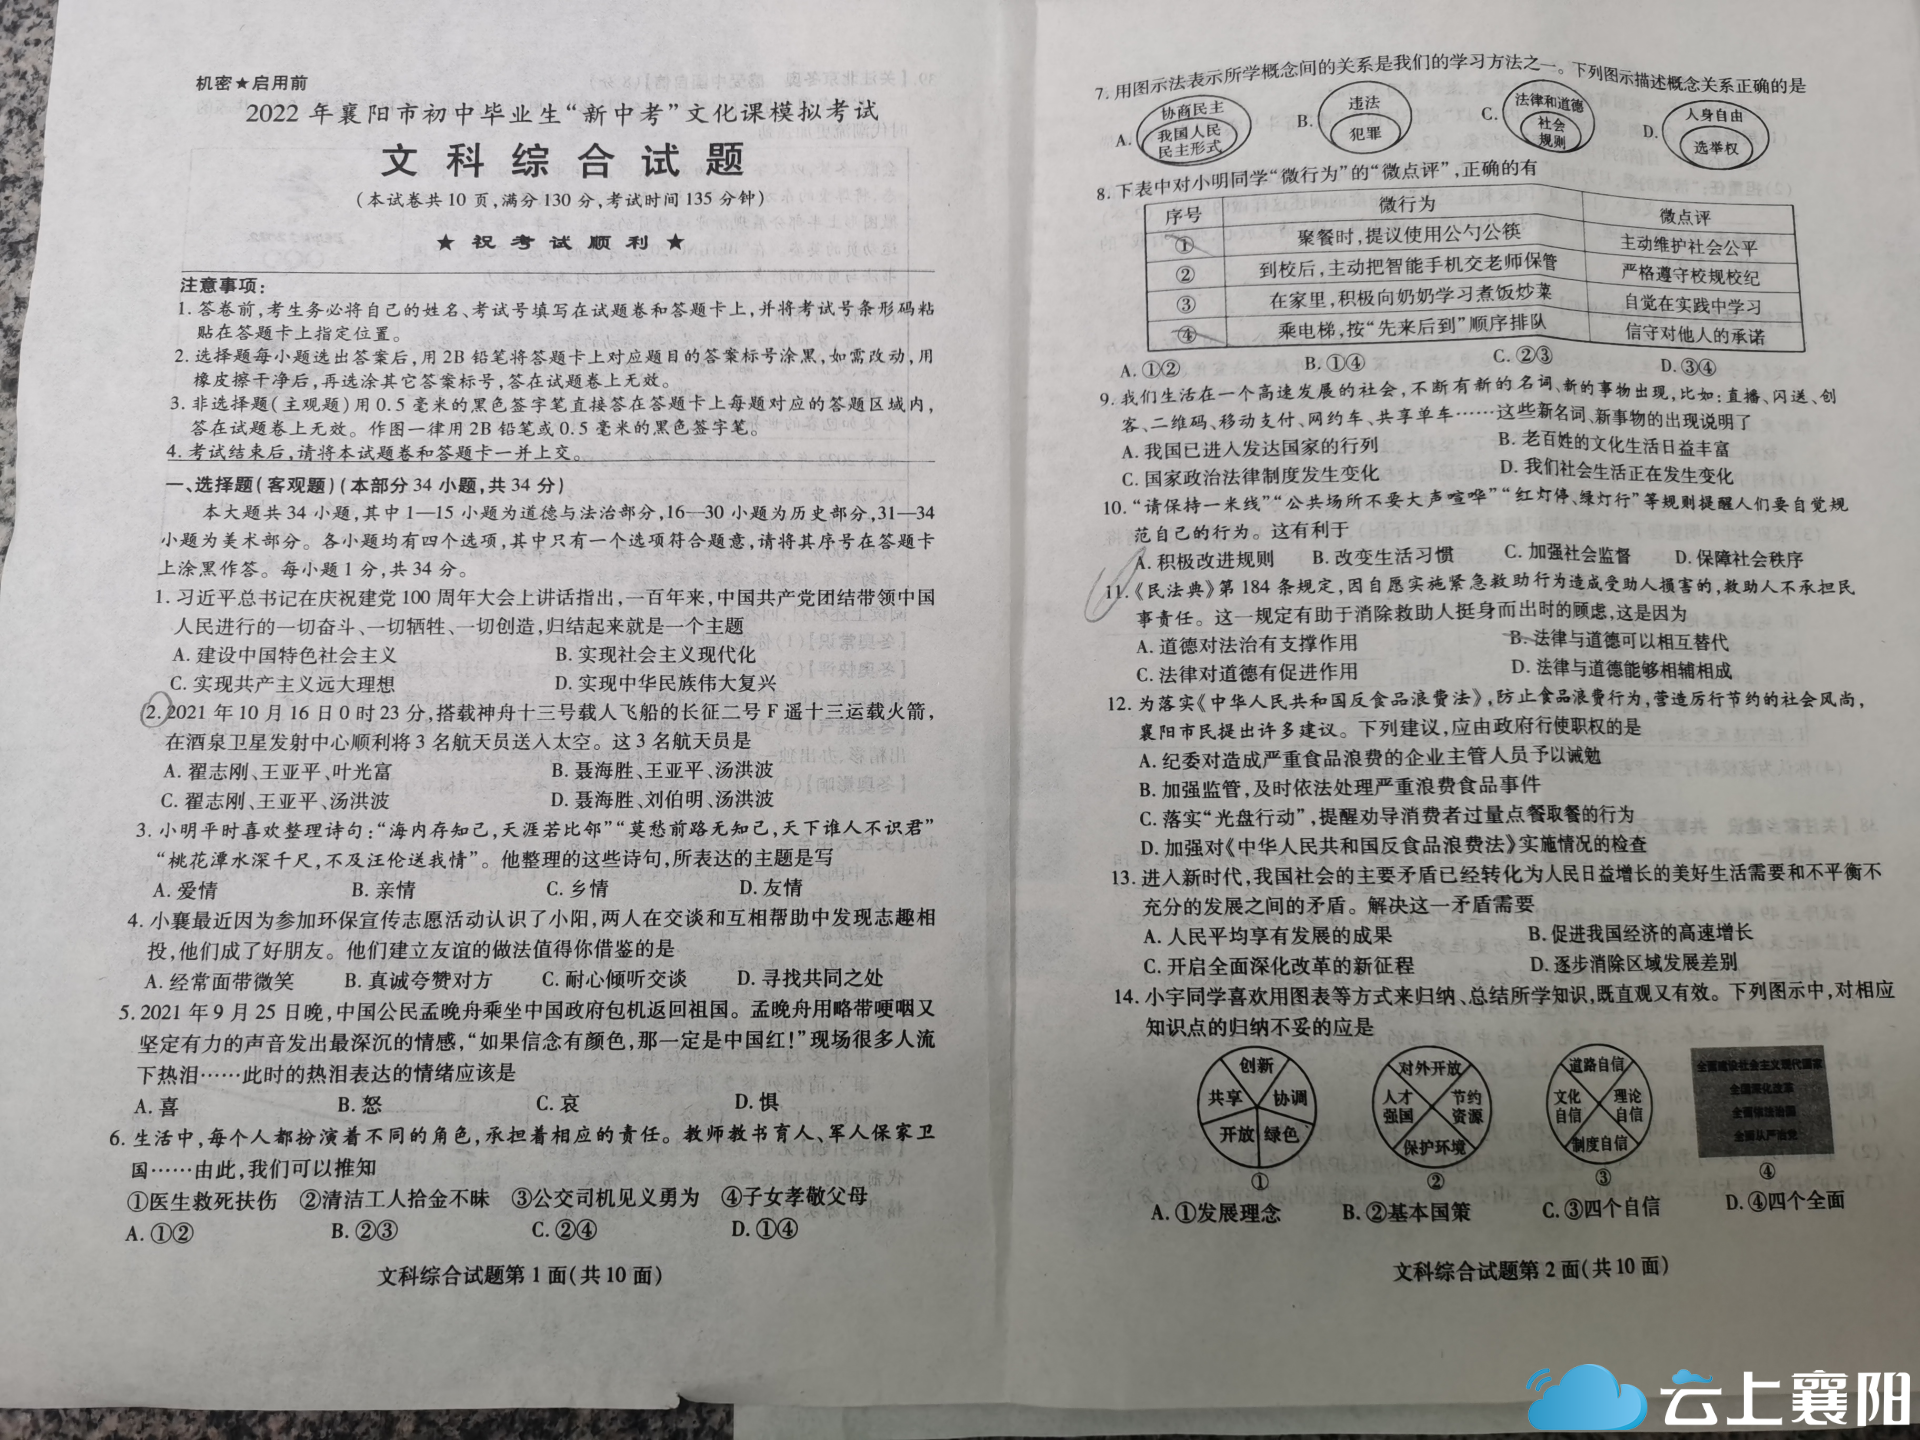 机密★启用前
2022年襄阳市初中毕业生“新中考”文化课模拟考试
文科综合试题
(本试卷共10页,满分130分,考试时间135分钟)
★祝考试顺利★
注意事项:
1.答卷前,考生务必将自己的姓名、考试号填写在试题卷和答题卡上,并将考试号条形码粘
贴在答题卡上指定位置。
2.选择题每小题选出答案后,用2B铅笔将答题卡上对应题目的答案标号涂黑,如需改动,用
橡皮擦干净后,再选涂其它答案标号,答在试题卷上无效。
3.非选择题(主观题)用0.5毫米的黑色签字笔直接答在答题卡上每题对应的答题区域内,
答在试题卷上无效。作图一律用2B铅笔或0.5毫米的黑色签字笔。
4.考试结束后,请将本试题卷和答题卡一并上交。
一、选择题(客观题)(本部分34小题,共34分)
本大题共34小题,其中1—15小题为道德与法治部分,16—30小题为历史部分,31—34
小题为美术部分。各小题均有四个选项,其中只有一个选项符合题意,请将其序号在答题卡
上涂黑作答。每小题1分,共34分。
1.习近平总书记在庆祝建党100周年大会上讲话指出,一百年来,中国共产党团结带领中国
人民进行的一切奋斗、一切牺牲、一切创造,归结起来就是一个主题
A.建设中国特色社会主义 B.实现社会主义现代化
C.实现共产主义远大理想 D.实现中华民族伟大复兴
2.2021年10月16日0时23分,搭载神舟十三号载人飞船的长征二号F遥十三运载火箭,
在酒泉卫星发射中心顺利将3名航天员送入太空。这3名航天员是
A.翟志刚、王亚平、叶光富 B.聂海胜、王亚平、汤洪波
C.翟志刚、王亚平、汤洪波 D.聂海胜、刘伯明、汤洪波
3.小明平时喜欢整理诗句:“海内存知己,天涯若比邻”“莫愁前路无知己,天下谁人不识君”
“桃花潭水深千尺,不及汪伦送我情”。他整理的这些诗句,所表达的主题是写
A.爱情 B.亲情 C.乡情 D.友情
4.小襄最近因为参加环保宣传志愿活动认识了小阳,两人在交谈和互相帮助中发现志趣相
投,他们成了好朋友。他们建立友谊的做法值得你借鉴的是
A.经常面带微笑 B.真诚夸赞对方 C.耐心倾听交谈 D.寻找共同之处
5.2021年9月25日晚,中国公民孟晚舟乘坐中国政府包机返回祖国。孟晚舟用略带哽咽又
坚定有力的声音发出最深沉的情感,“如果信念有颜色,那一定是中国红!”现场很多人流
下热泪……此时的热泪表达的情绪应该是
A.喜 B.怒 C.哀 D.惧
6.生活中,每个人都扮演着不同的角色,承担着相应的责任。教师教书育人、军人保家卫
国……由此,我们可以推知
①医生救死扶伤 ②清洁工人拾金不昧 ③公交司机见义勇为 ④子女孝敬父母
A.①② B.②③ C.②④ D.①④
文科综合试题第1面(共10面)
7.用图示法表示所学概念间的关系是我们的学习方法之一。下列图示描述概念关系正确的是
A. 协商民主 我国人民民主形式 B. 违法 犯罪 C. 法律和道德 社会规则 D. 人身自由 选举权
8.下表中对小明同学“微行为”的“微点评”,正确的有
序号 微行为 微点评
① 聚餐时,提议使用公勺公筷 主动维护社会公平
② 到校后,主动把智能手机交老师保管 严格遵守校规校纪
③ 在家里,积极向奶奶学习煮饭炒菜 自觉在实践中学习
④ 乘电梯,按“先来后到”顺序排队 信守对他人的承诺
A.①② B.①④ C.②③ D.③④
9.我们生活在一个高速发展的社会,不断有新的名词、新的事物出现,比如:直播、闪送、创
客、二维码、移动支付、网约车、共享单车……这些新名词、新事物的出现说明了
A.我国已进入发达国家的行列 B.老百姓的文化生活日益丰富
C.国家政治法律制度发生变化 D.我们社会生活正在发生变化
10.“请保持一米线”“公共场所不要大声喧哗”“红灯停、绿灯行”等规则提醒人们要自觉规
范自己的行为。这有利于
A.积极改进规则 B.改变生活习惯 C.加强社会监督 D.保障社会秩序
11.《民法典》第184条规定,因自愿实施紧急救助行为造成受助人损害的,救助人不承担民
事责任。这一规定有助于消除救助人挺身而出时的顾虑,这是因为
A.道德对法治有支撑作用 B.法律与道德可以相互替代
C.法律对道德有促进作用 D.法律与道德能够相辅相成
12.为落实《中华人民共和国反食品浪费法》,防止食品浪费行为,营造厉行节约的社会风尚,
襄阳市民提出许多建议。下列建议,应由政府行使职权的是
A.纪委对造成严重食品浪费的企业主管人员予以诫勉
B.加强监管,及时依法处理严重浪费食品事件
C.落实“光盘行动”,提醒劝导消费者过量点餐取餐的行为
D.加强对《中华人民共和国反食品浪费法》实施情况的检查
13.进入新时代,我国社会的主要矛盾已经转化为人民日益增长的美好生活需要和不平衡不
充分的发展之间的矛盾。解决这一矛盾需要
A.人民平均享有发展的成果 B.促进我国经济的高速增长
C.开启全面深化改革的新征程 D.逐步消除区域发展差别
14.小宇同学喜欢用图表等方式来归纳、总结所学知识,既直观又有效。下列图示中,对相应
知识点的归纳不妥的应是
创新 共享 协调 开放 绿色 ①
对外开放 人才强国 节约资源 保护环境 ②
道路自信 文化自信 理论自信 制度自信 ③
全面建设社会主义现代国家
全面深化改革
全面依法治国
全面从严治党
④
A.①发展理念 B.②基本国策 C.③四个自信 D.④四个全面
文科综合试题第2面(共10面)
云上襄阳